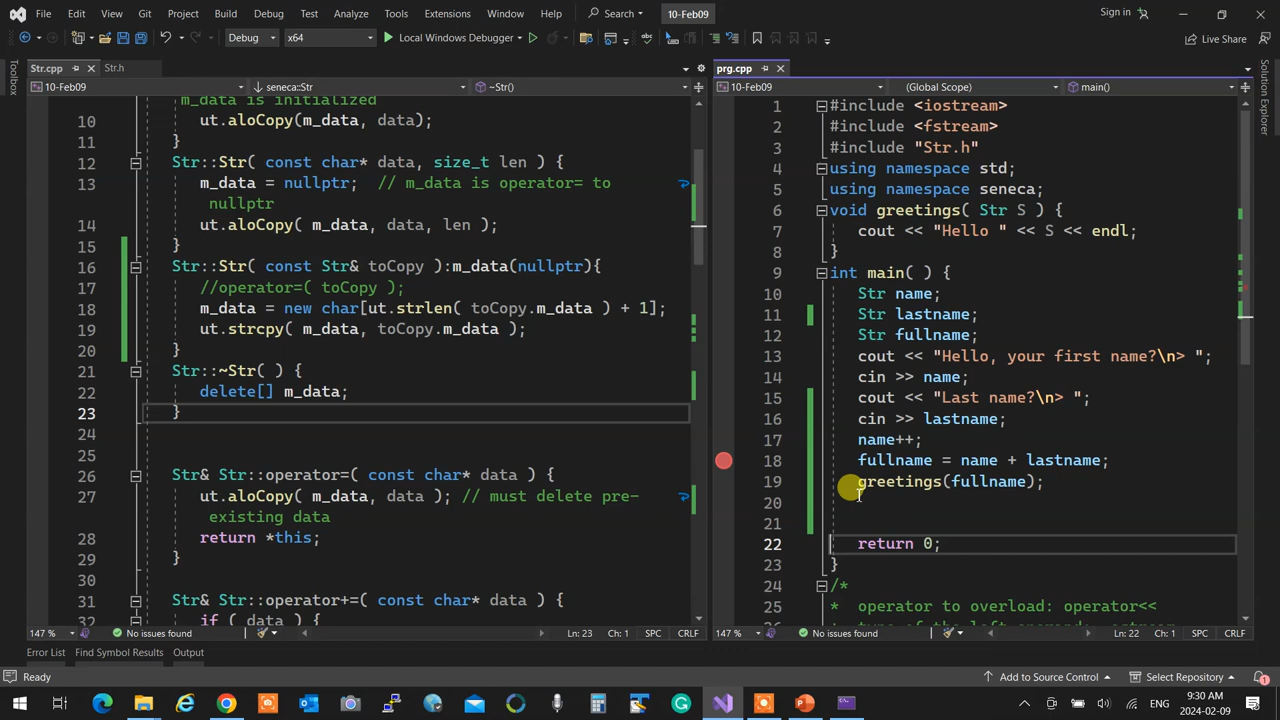 File Edit View Git Project Build Debug Test Analyze Tools Extensions Window Help Search 10-Feb09 Sign in
Debug x64 Local Windows Debugger Live Share
Toolbox
Str.cpp Str.h
10-Feb09 seneca::Str ~Str()
m_data is initialized
10 ut.aloCopy(m_data, data);
11 }
12 Str::Str( const char* data, size_t len ) {
13 m_data = nullptr; // m_data is operator= to
nullptr
14 ut.aloCopy( m_data, data, len );
15 }
16 Str::Str( const Str& toCopy ):m_data(nullptr){
17 //operator=( toCopy );
18 m_data = new char[ut.strlen( toCopy.m_data ) + 1];
19 ut.strcpy( m_data, toCopy.m_data );
20 }
21 Str::~Str( ) {
22 delete[] m_data;
23 }
24
25
26 Str& Str::operator=( const char* data ) {
27 ut.aloCopy( m_data, data ); // must delete pre-
existing data
28 return *this;
29 }
30
31 Str& Str::operator+=( const char* data ) {
32 if ( data ) {
147 % No issues found Ln: 23 Ch: 1 SPC CRLF
prg.cpp
10-Feb09 (Global Scope) main()
1 #include <iostream>
2 #include <fstream>
3 #include "Str.h"
4 using namespace std;
5 using namespace seneca;
6 void greetings( Str S ) {
7 cout << "Hello " << S << endl;
8 }
9 int main( ) {
10 Str name;
11 Str lastname;
12 Str fullname;
13 cout << "Hello, your first name?\n> ";
14 cin >> name;
15 cout << "Last name?\n> ";
16 cin >> lastname;
17 name++;
18 fullname = name + lastname;
19 greetings(fullname);
20
21
22 return 0;
23 }
24 /*
25 * operator to overload: operator<<
147 % No issues found Ln: 22 Ch: 1 SPC CRLF
Solution Explorer
Error List Find Symbol Results Output
Ready Add to Source Control Select Repository 1
ENG 9:30 AM
2024-02-09